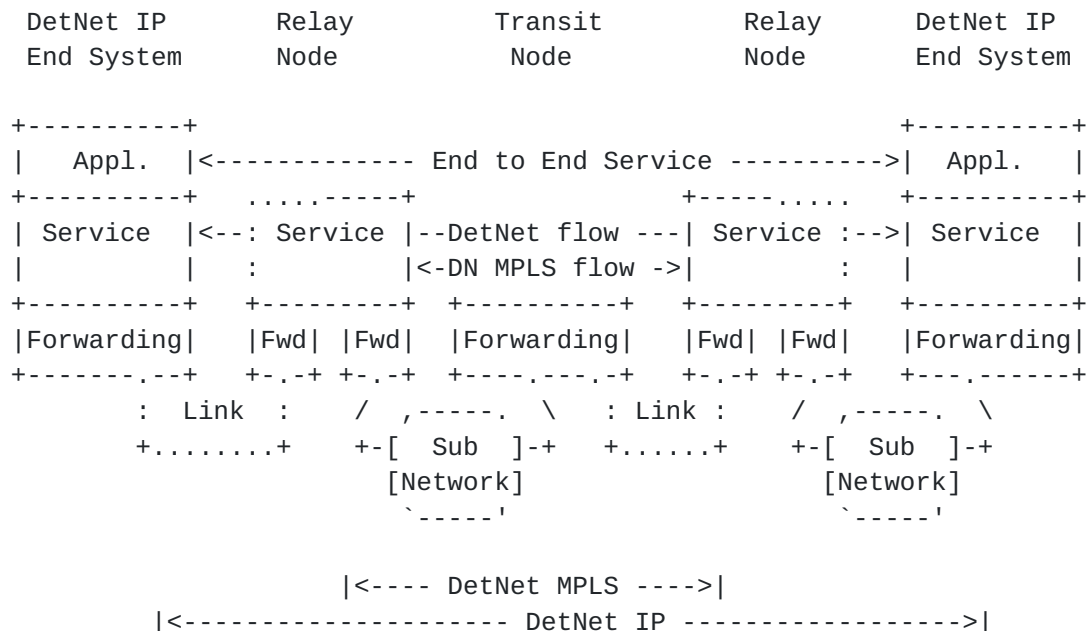 DetNet IP       Relay           Transit          Relay       DetNet IP
 End System      Node             Node            Node        End System

+----------+                                             +----------+
|   Appl.  |<------------- End to End Service ---------->|   Appl.  |
+----------+   .....-----+                 +-----.....   +----------+
| Service  |<--: Service |--DetNet flow ---| Service :-->| Service  |
|          |   :         |<-DN MPLS flow ->|         :   |          |
+----------+   +---------+  +----------+   +---------+   +----------+
|Forwarding|   |Fwd| |Fwd|  |Forwarding|   |Fwd| |Fwd|   |Forwarding|
+-------.--+   +-.-+ +-.-+  +----.---.-+   +-.-+ +-.-+   +---.------+
        :  Link  :    /  ,-----.  \   : Link :    /  ,-----.  \
        +........+    +-[  Sub  ]-+   +......+    +-[  Sub  ]-+
                        [Network]                   [Network]
                         `-----'                     `-----'

                     |<---- DetNet MPLS ---->|
         |<--------------------- DetNet IP ------------------>|